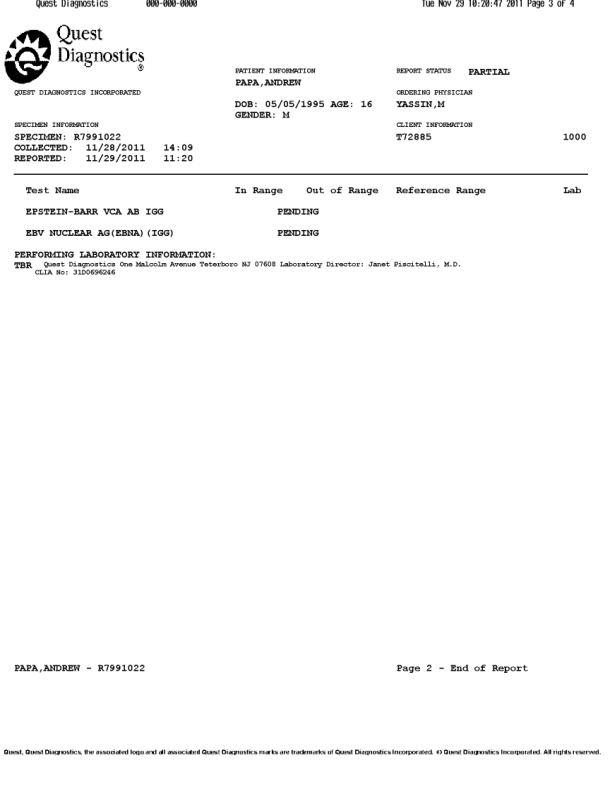 Quest Diagnostics 000-000-0000 Tue Nov 29 10:20:47 2011 Page 3 of 4
Quest
Diagnostics
®
PATIENT INFORMATION REPORT STATUS PARTIAL
PAPA,ANDREW
QUEST DIAGNOSTICS INCORPORATED ORDERING PHYSICIAN
DOB: 05/05/1995 AGE: 16 YASSIN,M
GENDER: M
SPECIMEN INFORMATION CLIENT INFORMATION
SPECIMEN: R7991022 T72885 1000
COLLECTED: 11/28/2011 14:09
REPORTED: 11/29/2011 11:20
Test Name In Range Out of Range Reference Range Lab
EPSTEIN-BARR VCA AB IGG PENDING
EBV NUCLEAR AG(EBNA)(IGG) PENDING
PERFORMING LABORATORY INFORMATION:
TBR Quest Diagnostics One Malcolm Avenue Teterboro NJ 07608 Laboratory Director: Janet Piscitelli, M.D.
CLIA No: 31D0696246
PAPA,ANDREW - R7991022 Page 2 - End of Report
Quest, Quest Diagnostics, the associated logo and all associated Quest Diagnostics marks are trademarks of Quest Diagnostics Incorporated. © Quest Diagnostics Incorporated. All rights reserved.